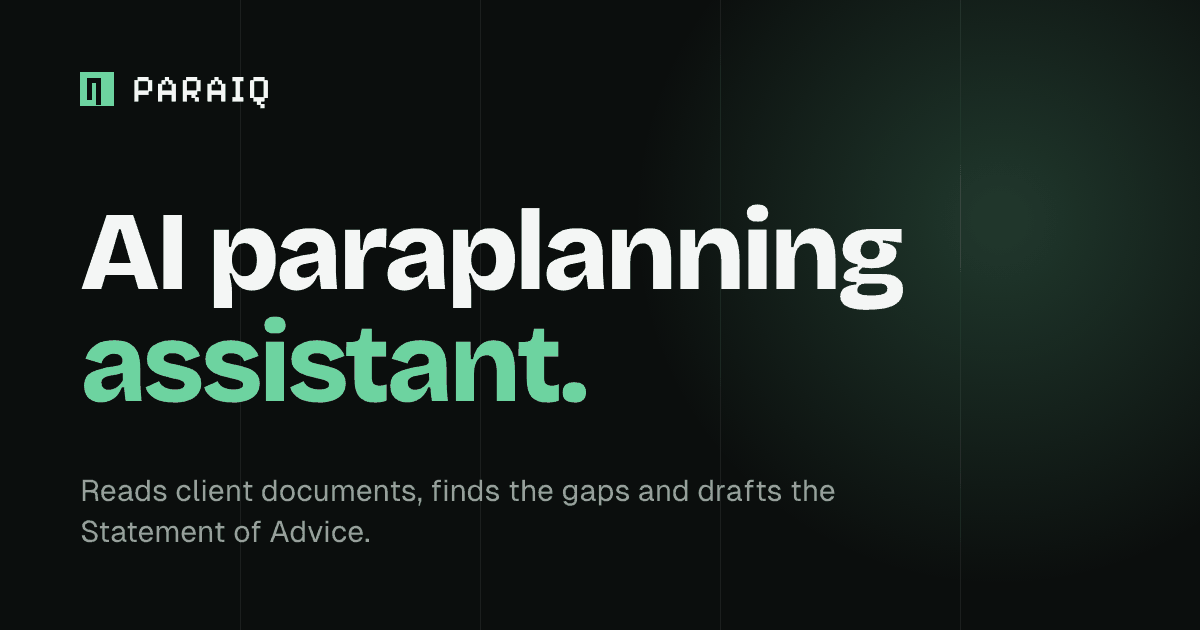 PARAIQ
AI paraplanning
assistant.
Reads client documents, finds the gaps and drafts the
Statement of Advice.